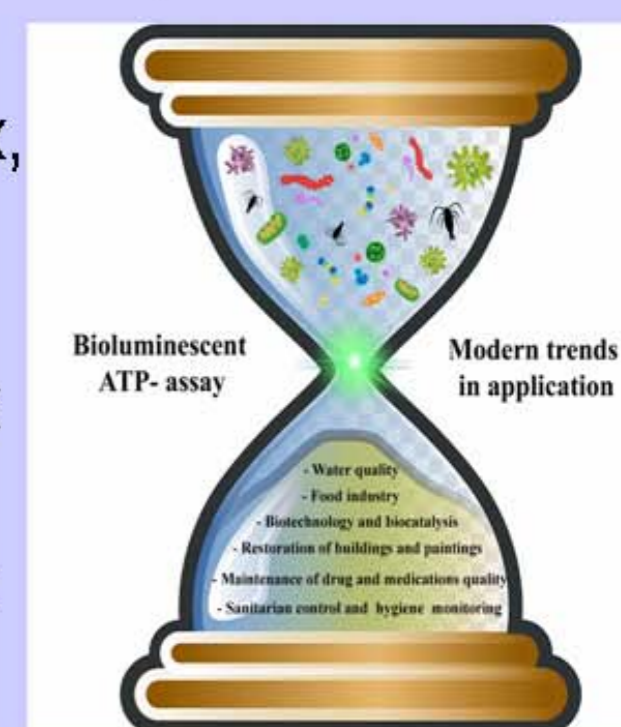 Bioluminescent
ATP- assay
Modern trends
in application
- Water quality
- Food industry
- Biotechnology and biocatalysis
- Restoration of buildings and paintings
- Maintenance of drug and medications quality
- Sanitarian control and hygiene monitoring